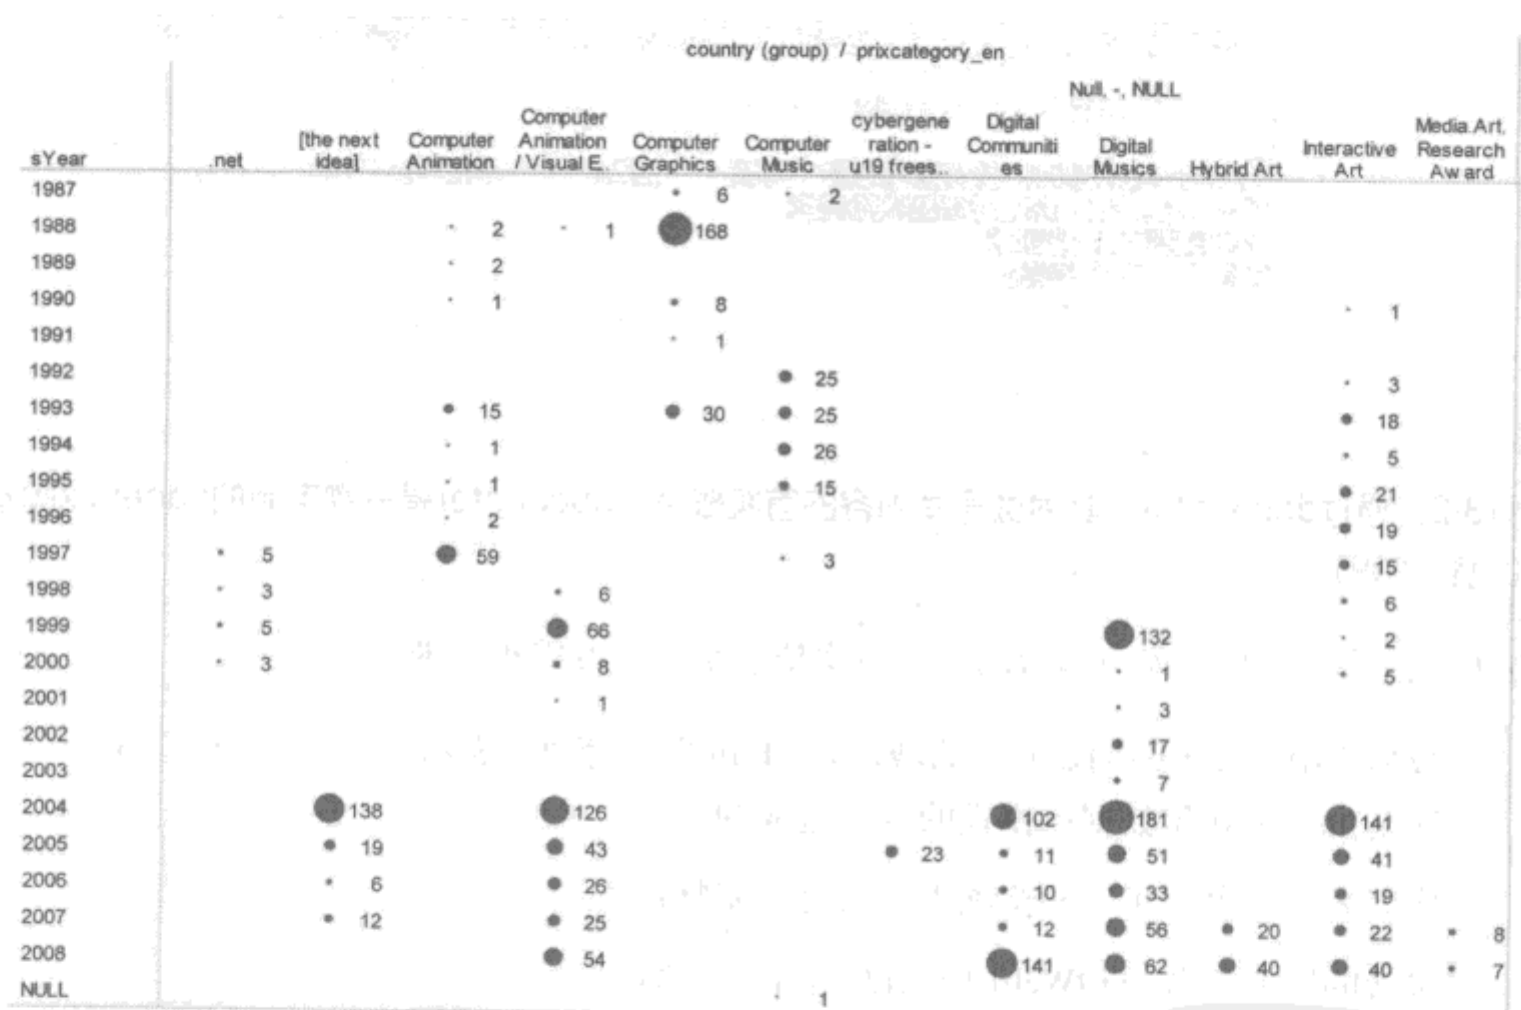 country (group) / prixcategory_en
Null, -, NULL
sYear .net [the next idea] Computer Animation Computer Animation / Visual E.. Computer Graphics Computer Music cybergene ration - u19 frees.. Digital Communiti es Digital Musics Hybrid Art Interactive Art Media.Art. Research Award
1987 6 2
1988 2 1 168
1989 2
1990 1 8 1
1991 1
1992 25 3
1993 15 30 25 18
1994 1 26 5
1995 1 15 21
1996 2 19
1997 5 59 3 15
1998 3 6 6
1999 5 66 132 2
2000 3 8 1 5
2001 1 3
2002 17
2003 7
2004 138 126 102 181 141
2005 19 43 23 11 51 41
2006 6 26 10 33 19
2007 12 25 12 56 20 22 8
2008 54 141 62 40 40 7
NULL 1